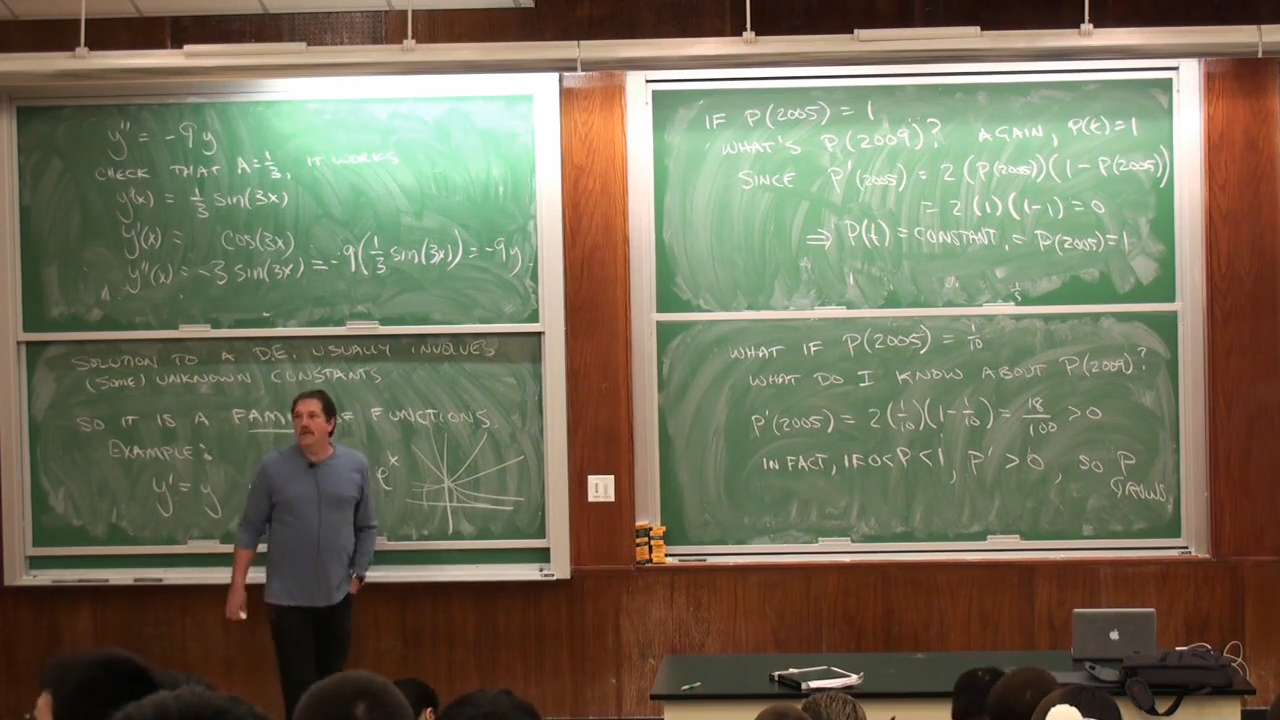 y'' = -9y
CHECK THAT A = 1/3, IT WORKS
y(x) = 1/3 sin(3x)
y'(x) = cos(3x)
y''(x) = -3 sin(3x) = -9(1/3 sin(3x)) = -9y
SOLUTION TO A D.E. USUALLY INVOLVES
(SOME) UNKNOWN CONSTANTS
SO IT IS A FUNCTIONS.
EXAMPLE:
y' = y e^x
IF P(2005) = 1
WHAT'S P(2009)? AGAIN, P(t) = 1
SINCE P'(2005) = 2(P(2005))(1 - P(2005))
= 2(1)(1-1) = 0
⇒ P(t) = CONSTANT, = P(2005) = 1
WHAT IF P(2005) = 1/10
WHAT DO I KNOW ABOUT P(2009)?
P'(2005) = 2(1/10)(1 - 1/10) = 18/100 > 0
IN FACT, IF 0 < P < 1, P' > 0, SO P
GROWS